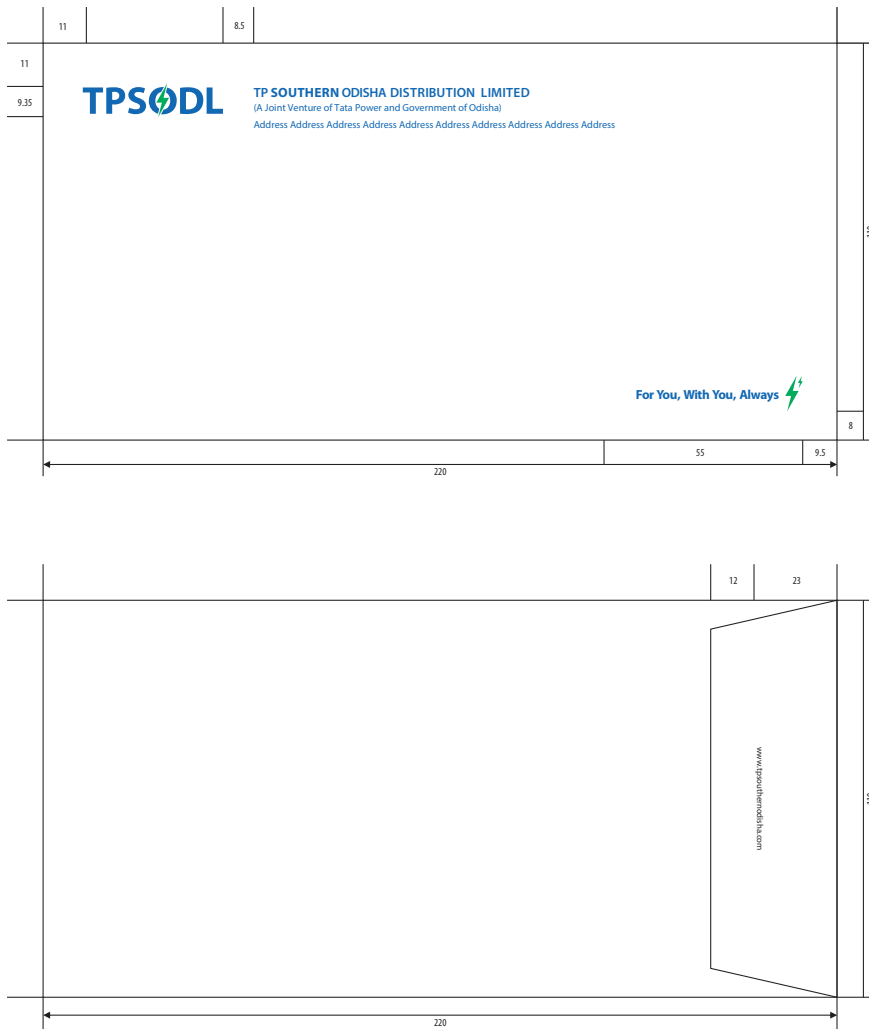 11
8.5
11
9.35
TPSODL
TP SOUTHERN ODISHA DISTRIBUTION LIMITED
(A Joint Venture of Tata Power and Government of Odisha)
Address Address Address Address Address Address Address Address Address Address
For You, With You, Always
8
55
9.5
220
12
23
www.tpsouthernodisha.com
220